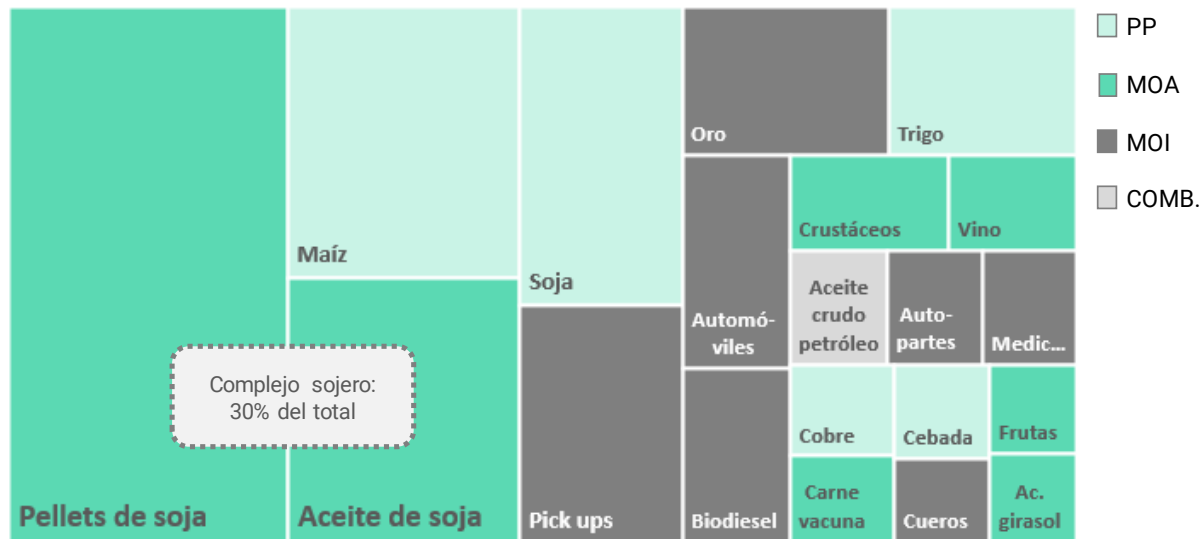 PP
MOA
MOI
COMB.
Oro
Trigo
Crustáceos
Vino
Maíz
Soja
Aceite
crudo
petróleo
Automó-
viles
Auto-
partes
Medic...
Complejo sojero:
30% del total
Cobre
Cebada
Frutas
Pellets de soja
Aceite de soja
Pick ups
Biodiesel
Carne
vacuna
Cueros
Ac.
girasol